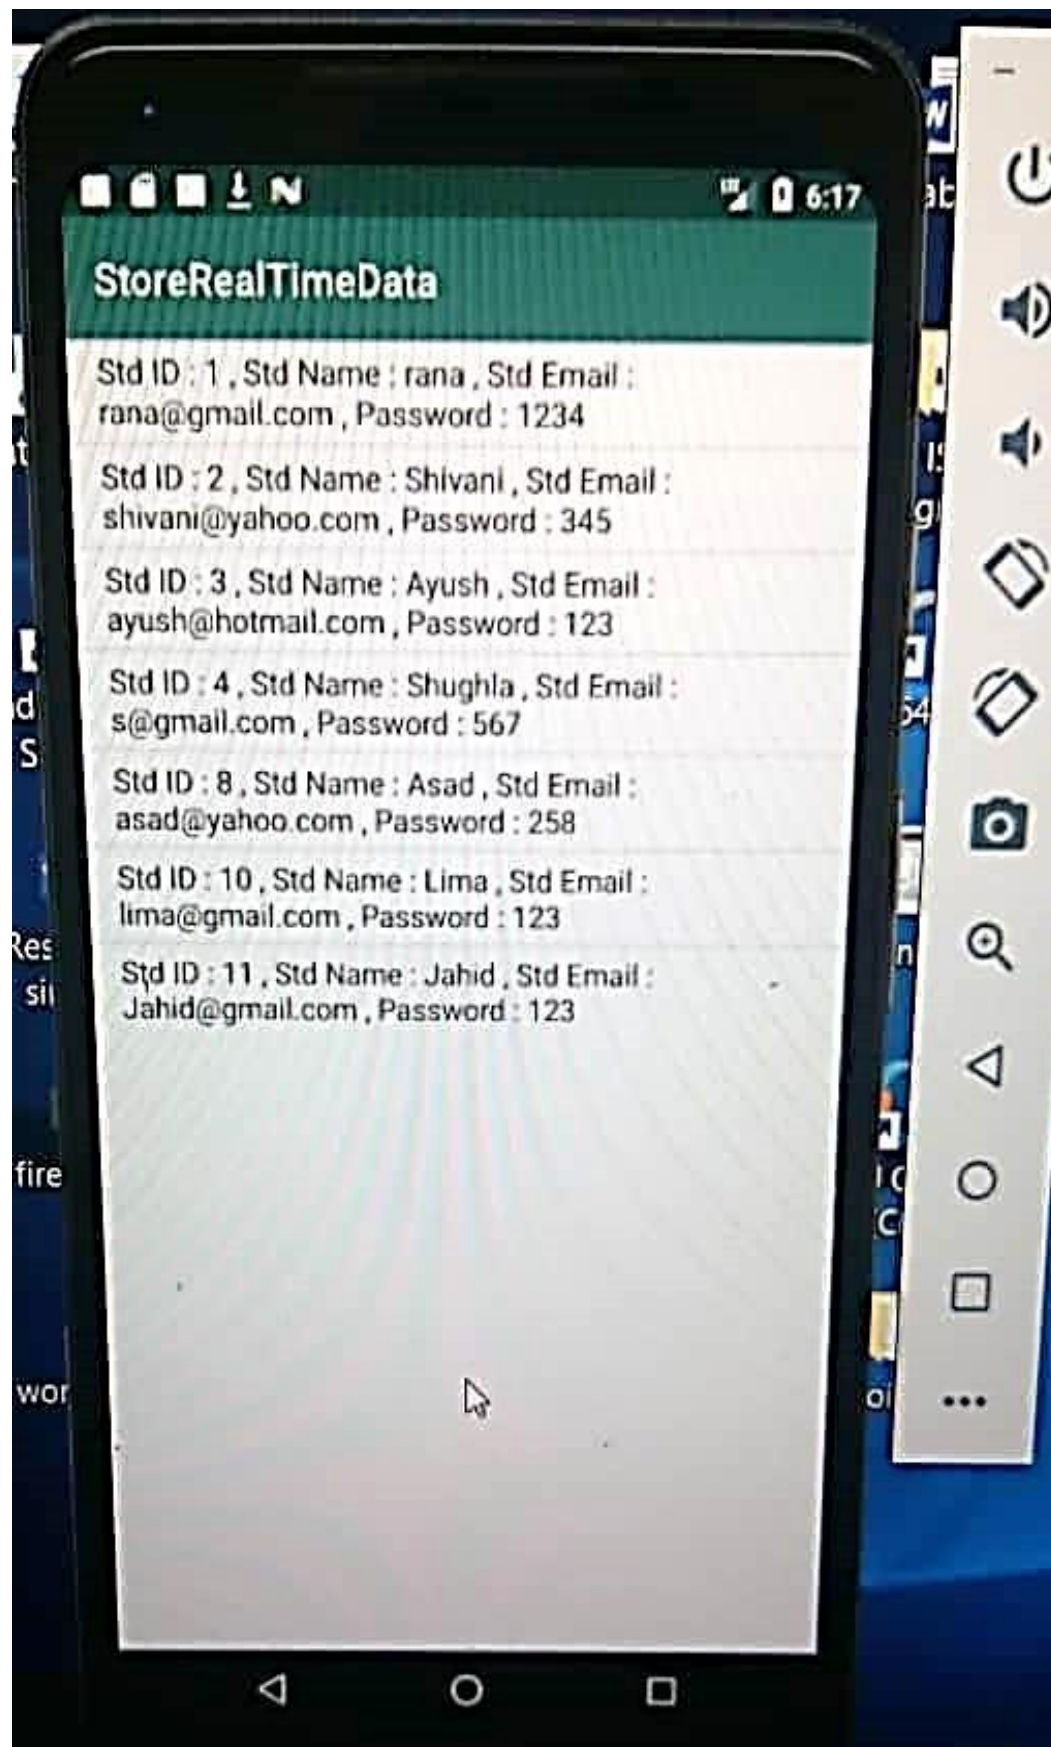 6:17
StoreRealTimeData
Std ID : 1 , Std Name : rana , Std Email :
rana@gmail.com , Password : 1234
Std ID : 2 , Std Name : Shivani , Std Email :
shivani@yahoo.com , Password : 345
Std ID : 3 , Std Name : Ayush , Std Email :
ayush@hotmail.com , Password : 123
Std ID : 4 , Std Name : Shughla , Std Email :
s@gmail.com , Password : 567
Std ID : 8 , Std Name : Asad , Std Email :
asad@yahoo.com , Password : 258
Std ID : 10 , Std Name : Lima , Std Email :
lima@gmail.com , Password : 123
Std ID : 11 , Std Name : Jahid , Std Email :
Jahid@gmail.com , Password : 123
fire